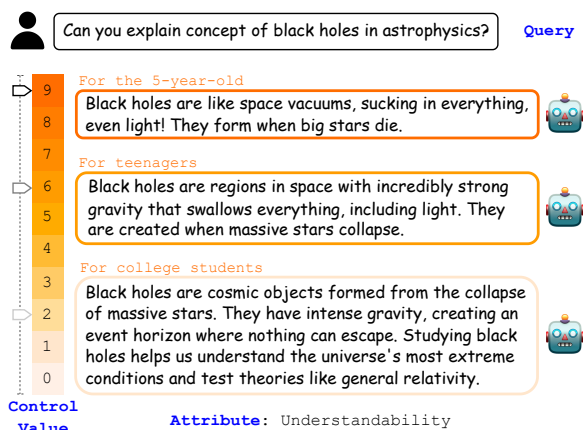 Can you explain concept of black holes in astrophysics?
Query
For the 5-year-old
9
Black holes are like space vacuums, sucking in everything,
8
even light! They form when big stars die.
7
For teenagers
6
Black holes are regions in space with incredibly strong
5
gravity that swallows everything, including light. They
are created when massive stars collapse.
4
For college students
3
Black holes are cosmic objects formed from the collapse
2
of massive stars. They have intense gravity, creating an
event horizon where nothing can escape. Studying black
1
holes helps us understand the universe's most extreme
0
conditions and test theories like general relativity.
Control
Value
Attribute: Understandability